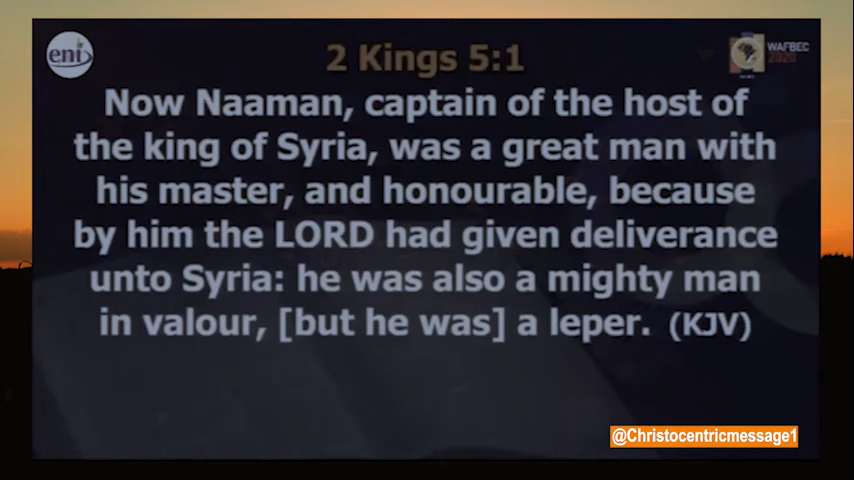 eni
WAFBEC
2020
2 Kings 5:1
Now Naaman, captain of the host of
the king of Syria, was a great man with
his master, and honourable, because
by him the LORD had given deliverance
unto Syria: he was also a mighty man
in valour, [but he was] a leper. (KJV)
@Christocentricmessage1